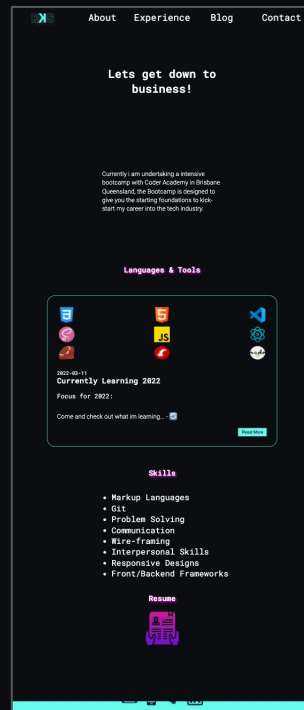 About Experience Blog Contact
Lets get down to
business!
Currently i am undertaking a intensive
bootcamp with Coder Academy in Brisbane
Queensland, the Bootcamp is designed to
give you the starting foundations to kick-
start my career into the tech industry.
Languages & Tools
JS
node
2022-03-11
Currently Learning 2022
Focus for 2022:
Come and check out what im learning.. -
Read More
Skills
Markup Languages
Git
Problem Solving
Communication
Wire-framing
Interpersonal Skills
Responsive Designs
Front/Backend Frameworks
Resume